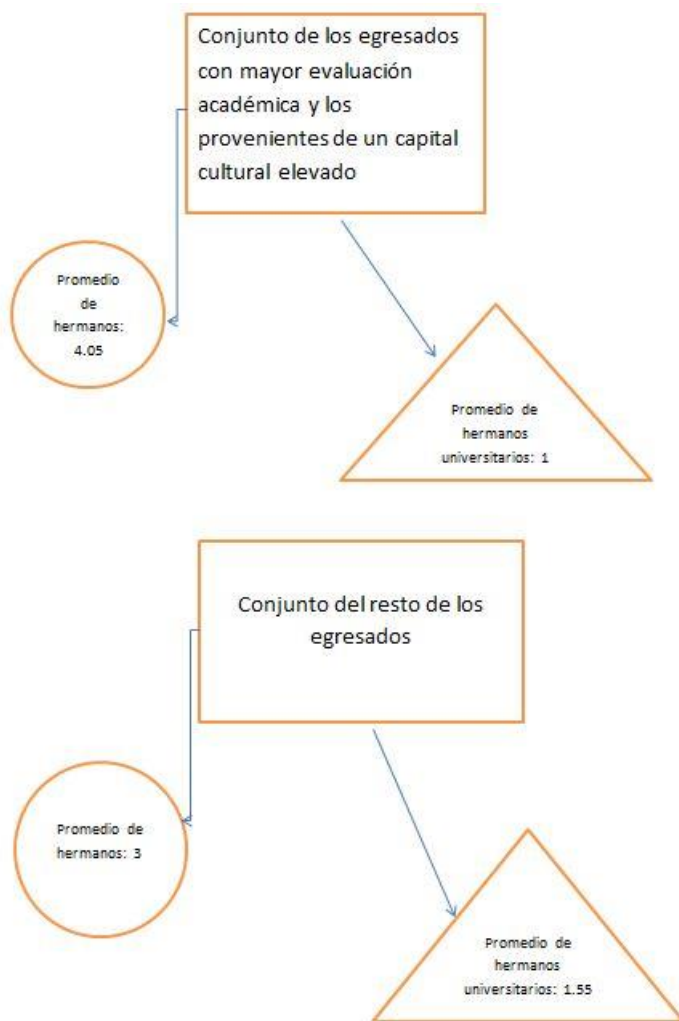 Conjunto de los egresados
con mayor evaluación
académica y los
provenientes de un capital
cultural elevado
Promedio
de
hermanos:
4.05
Promedio de
hermanos
universitarios: 1
Conjunto del resto de los
egresados
Promedio de
hermanos: 3
Promedio de
hermanos
universitarios: 1.55